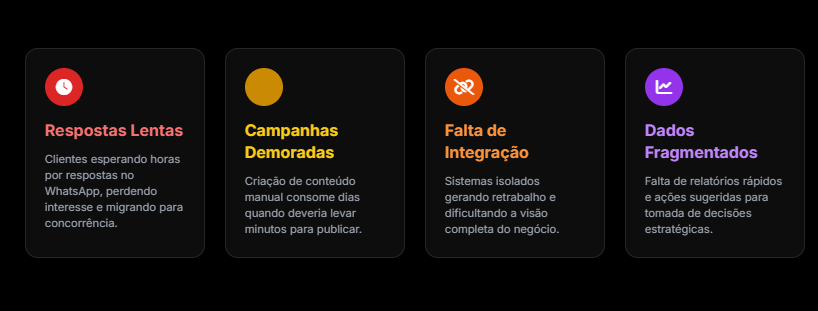 Respostas Lentas
Clientes esperando horas
por respostas no
WhatsApp, perdendo
interesse e migrando para
concorrência.
Campanhas
Demoradas
Criação de conteúdo
manual consome dias
quando deveria levar
minutos para publicar.
Falta de
Integração
Sistemas isolados
gerando retrabalho e
dificultando a visão
completa do negócio.
Dados
Fragmentados
Falta de relatórios rápidos
e ações sugeridas para
tomada de decisões
estratégicas.